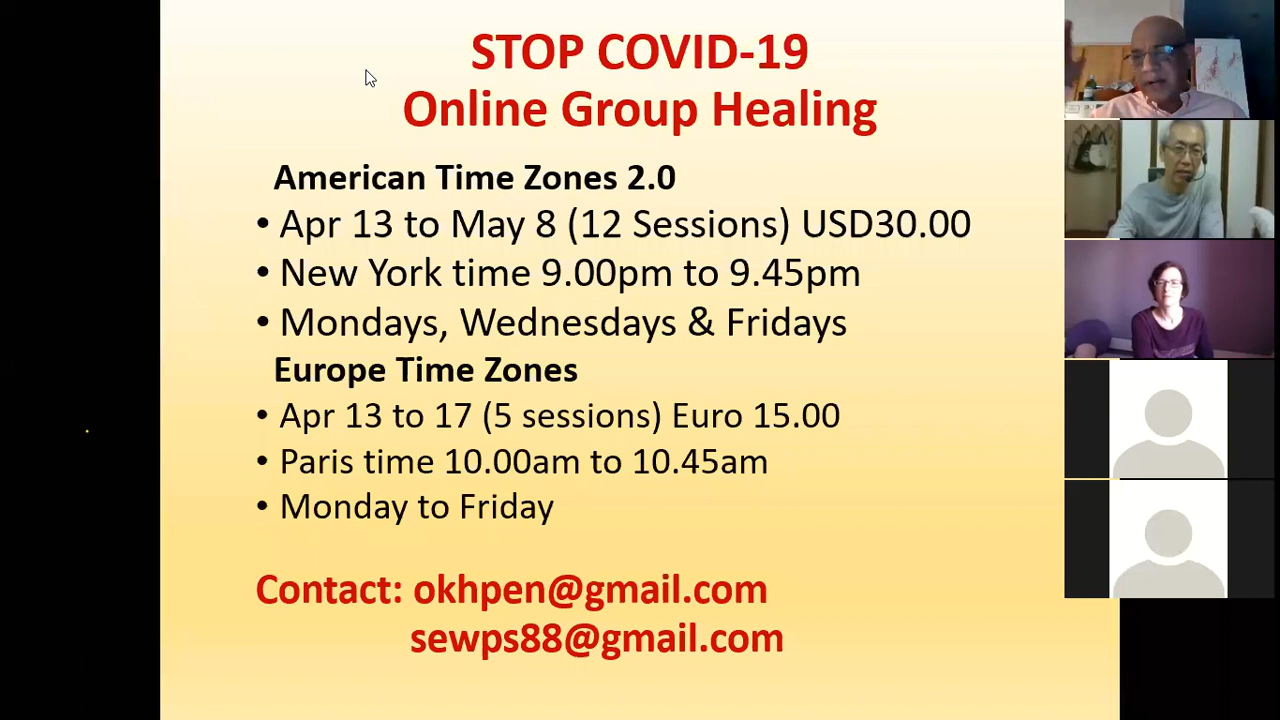 STOP COVID-19
Online Group Healing
American Time Zones 2.0
• Apr 13 to May 8 (12 Sessions) USD30.00
• New York time 9.00pm to 9.45pm
• Mondays, Wednesdays & Fridays
Europe Time Zones
• Apr 13 to 17 (5 sessions) Euro 15.00
• Paris time 10.00am to 10.45am
• Monday to Friday
Contact: okhpen@gmail.com
sewps88@gmail.com